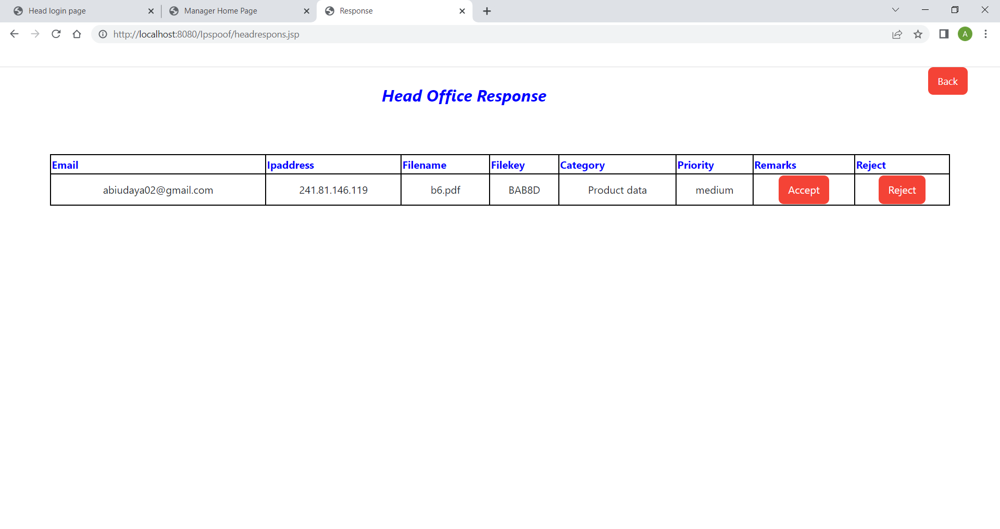 Head login page Manager Home Page Response
http://localhost:8080/Ipspoof/headrespons.jsp A
Back
Head Office Response
Email Ipaddress Filename Filekey Category Priority Remarks Reject
abiudaya02@gmail.com 241.81.146.119 b6.pdf BAB8D Product data medium Accept Reject